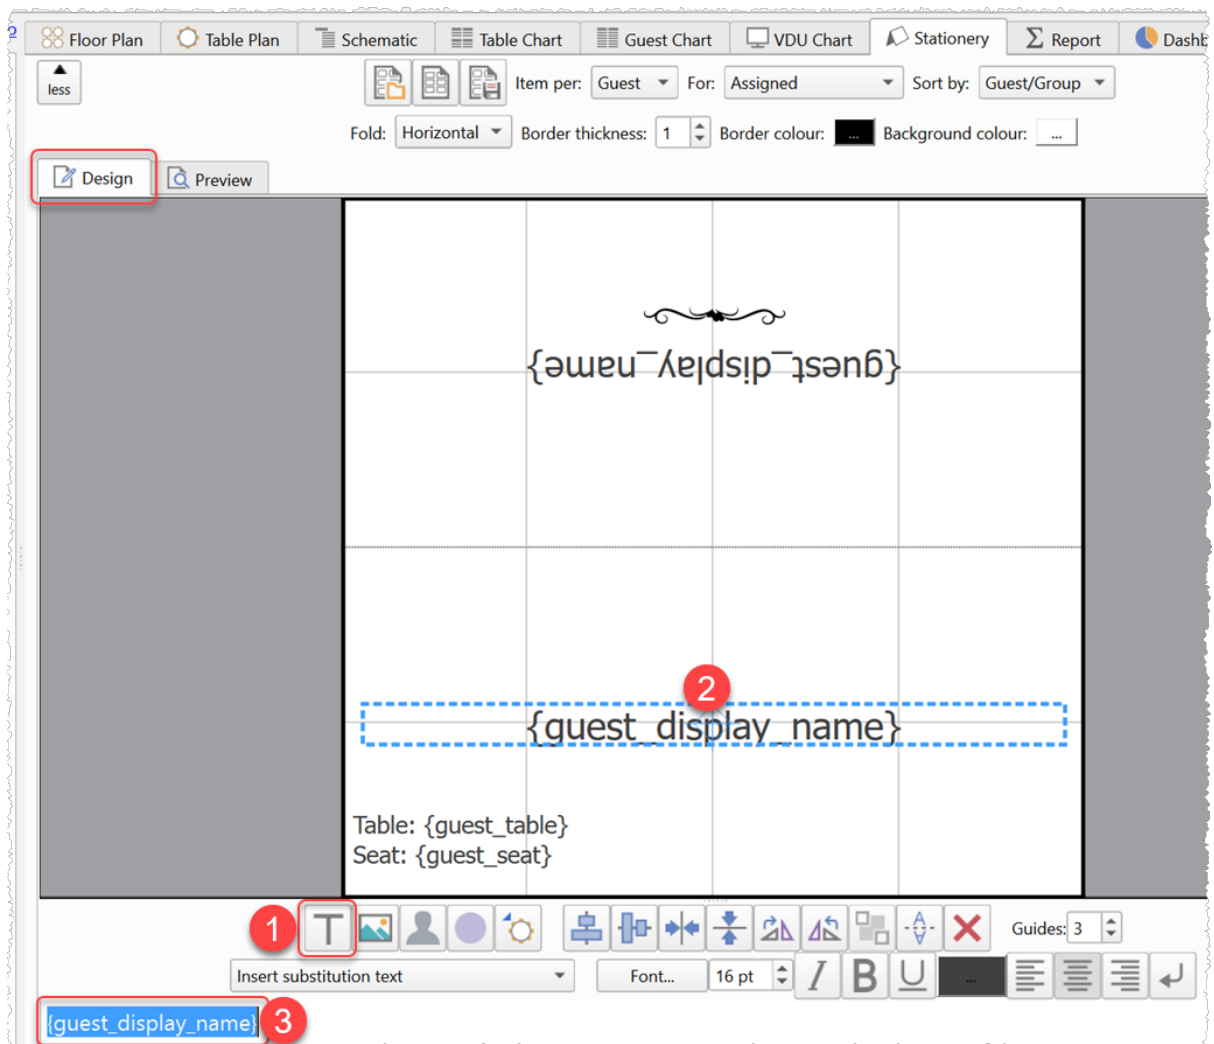 Floor Plan Table Plan Schematic Table Chart Guest Chart VDU Chart Stationery Report
less Item per: Guest For: Assigned Sort by: Guest/Group
Fold: Horizontal Border thickness: 1 Border colour: ... Background colour: ...
Design Preview
{guest_display_name}
2
{guest_display_name}
Table: {guest_table}
Seat: {guest_seat}
1 T Guides: 3
Insert substitution text Font... 16 pt I B U ...
{guest_display_name} 3